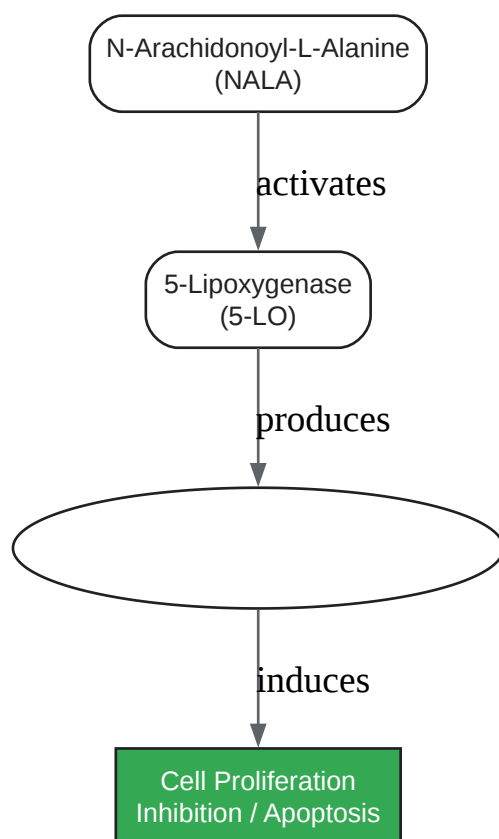 N-Arachidonoyl-L-Alanine
(NALA)
activates
5-Lipoxygenase
(5-LO)
produces
induces
Cell Proliferation
Inhibition / Apoptosis